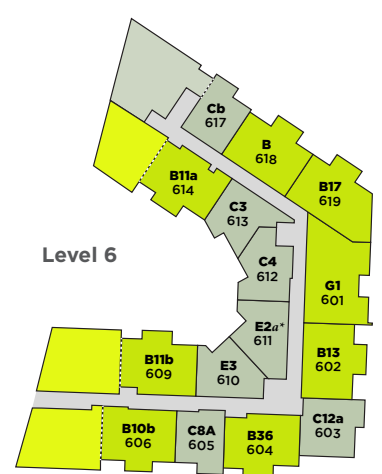 Cb
617
B
618
B17
619
B11a
614
C3
613
C4
612
G1
601
Level 6
E2a*
611
B13
602
B11b
609
E3
610
C12a
603
B10b
606
C8A
605
B36
604